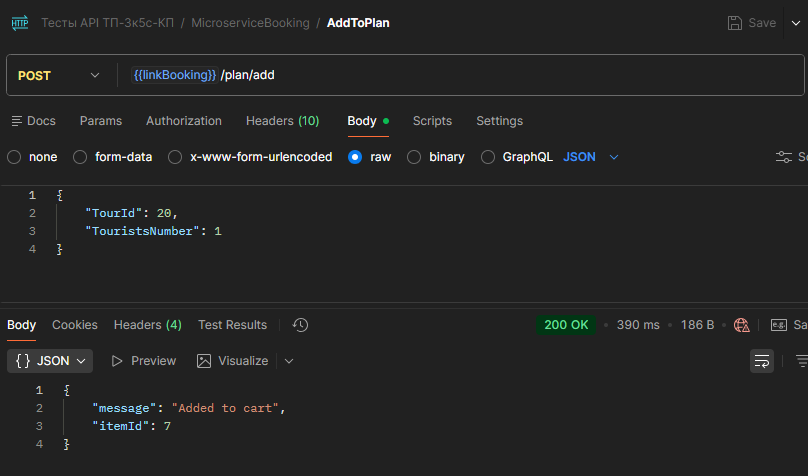 HTTP Тесты API ТП-3к5с-КП / MicroserviceBooking / AddToPlan Save
POST {{linkBooking}} /plan/add
Docs Params Authorization Headers (10) Body Scripts Settings
none form-data x-www-form-urlencoded raw binary GraphQL JSON
1 {
2 "TourId": 20,
3 "TouristsNumber": 1
4 }
Body Cookies Headers (4) Test Results 200 OK • 390 ms • 186 B • e.g.
{} JSON Preview Visualize
1 {
2 "message": "Added to cart",
3 "itemId": 7
4 }